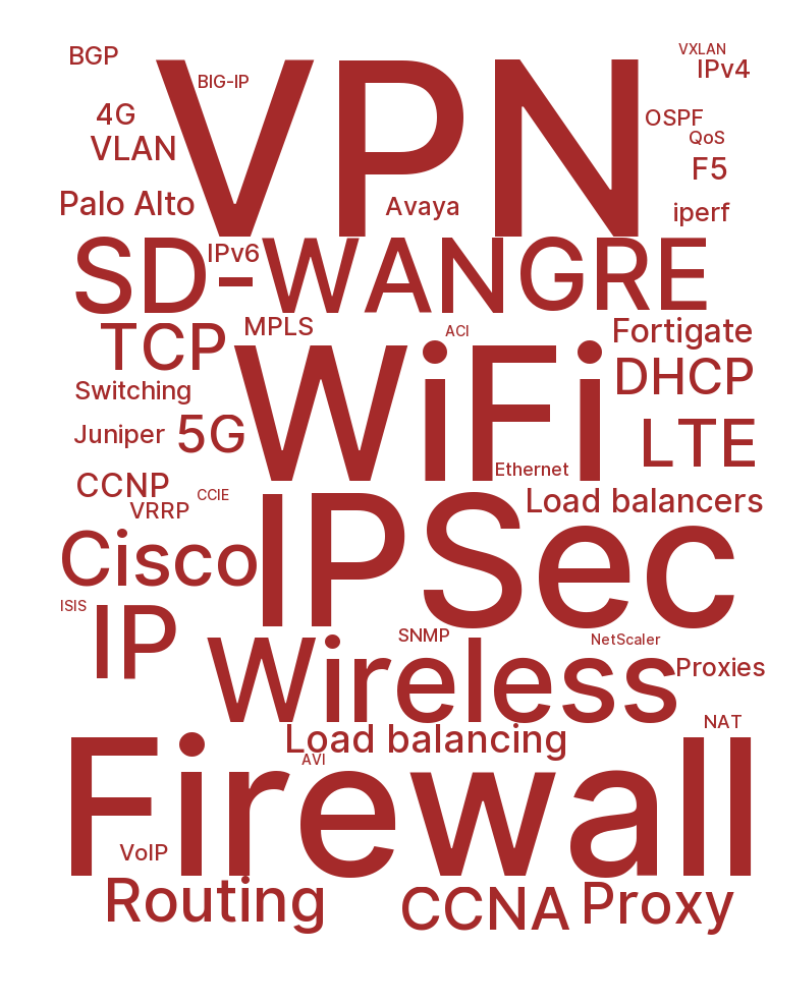 VXLAN
BGP
IPv4
BIG-IP
VPN
4G
OSPF
QoS
VLAN
F5
Palo Alto
Avaya
iperf
IPv6
SD-WAN
GRE
MPLS
ACI
Fortigate
TCP
WiFi
DHCP
Switching
Juniper
5G
LTE
Ethernet
CCNP
CCIE
Load balancers
VRRP
IPSec
Cisco
ISIS
IP
SNMP
NetScaler
Wireless
Proxies
NAT
Load balancing
AVI
Firewall
VoIP
Routing
CCNA
Proxy